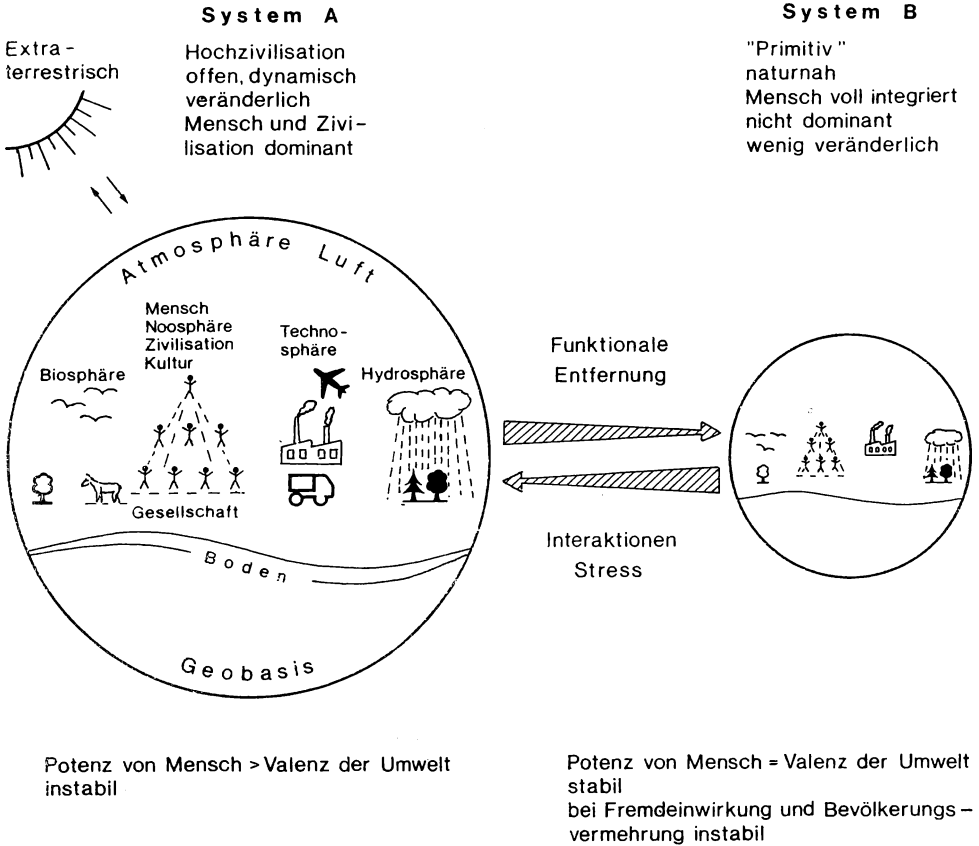 System A
Extra-
terrestrisch
Hochzivilisation
offen, dynamisch
veränderlich
Mensch und Zivi-
lisation dominant
System B
"Primitiv"
naturnah
Mensch voll integriert
nicht dominant
wenig veränderlich
Atmosphäre Luft
Mensch
Noosphäre
Zivilisation
Kultur
Techno-
sphäre
Biosphäre
Hydrosphäre
Gesellschaft
Boden
Geobasis
Funktionale
Entfernung
Interaktionen
Stress
Potenz von Mensch > Valenz der Umwelt
instabil
Potenz von Mensch = Valenz der Umwelt
stabil
bei Fremdeinwirkung und Bevölkerungs-
vermehrung instabil